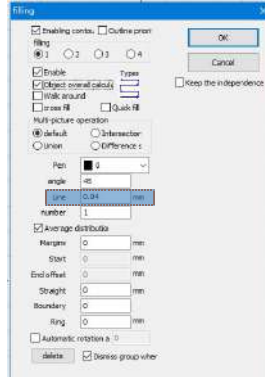 filling
Enabling contou
Outline priori
filling
1 2 3 4
Enable
Types
Object overall calcula
Walk around
cross fill
Quick fill
Multi-picture operation
default
Intersection
Union
Difference s
Pen 0
angle 45
Line 0.04 mm
number 1
Average distributio
Margins 0 mm
Start 0 mm
End offset 0 mm
Straight 0 mm
Boundary 0
Ring 0 mm
Automatic rotation a 0
delete
Dismiss group wher
OK
Cancel
Keep the independence